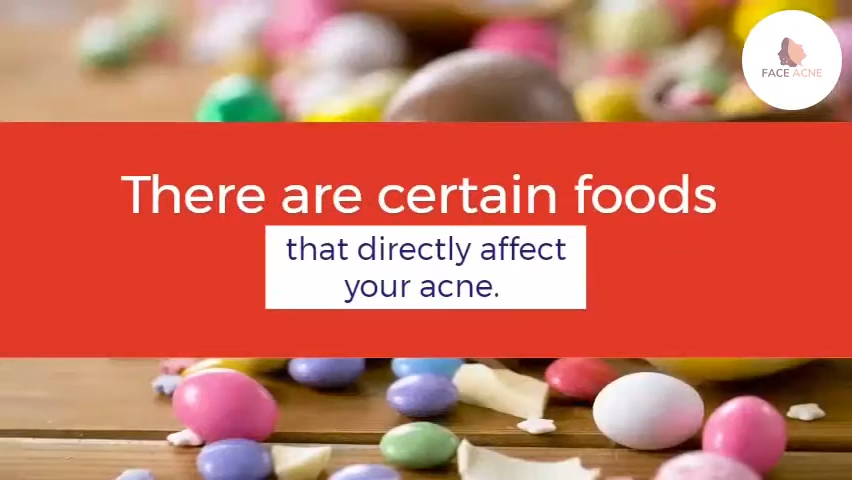 FACE ACNE
There are certain foods
that directly affect
your acne.